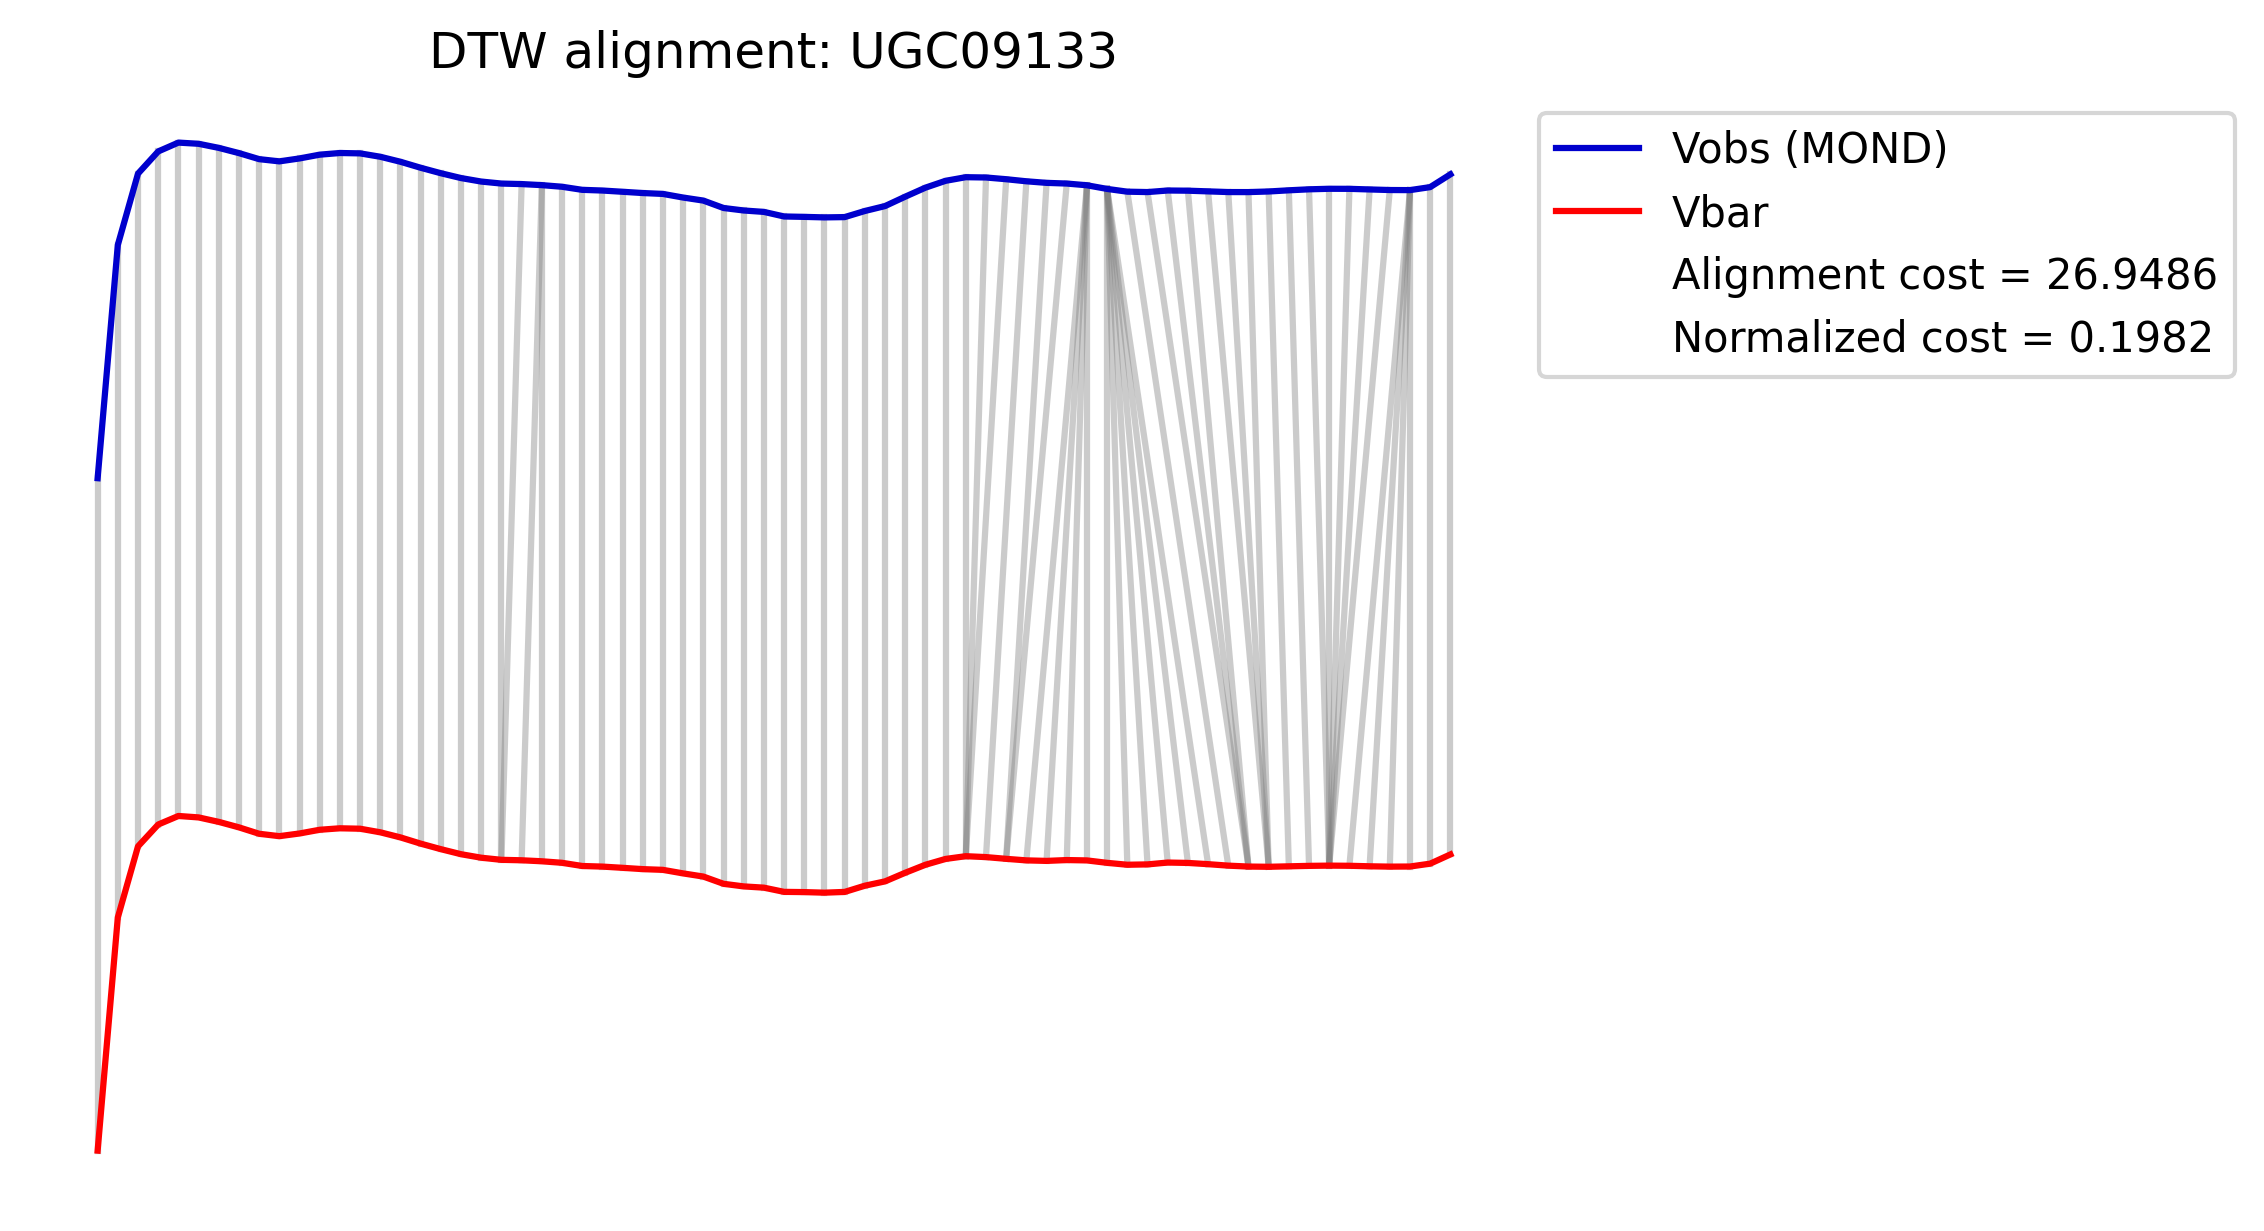 DTW alignment: UGC09133
Vobs (MOND)
Vbar
Alignment cost = 26.9486
Normalized cost = 0.1982